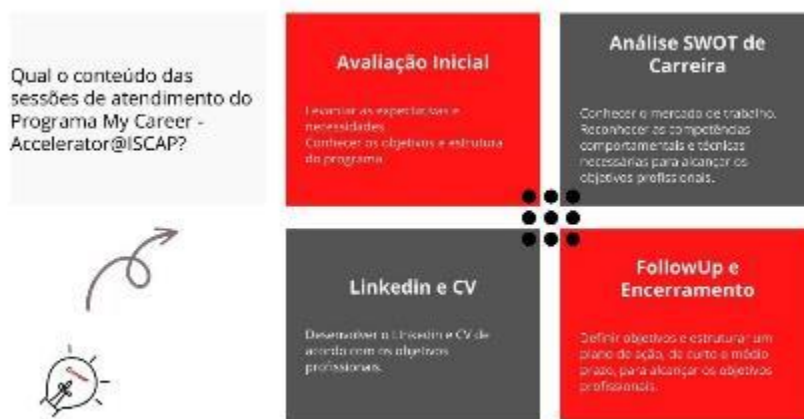 Qual o conteúdo das
sessões de atendimento do
Programa My Career -
Accelerator@ISCAP?
Avaliação Inicial
Levantar as expectativas e
necessidades.
Conhecer os objetivos e estrutura
do programa.
Análise SWOT de
Carreira
Conhecer o mercado de trabalho.
Reconhecer as competências
comportamentais e técnicas
necessárias para alcançar os
objetivos profissionais.
Linkedin e CV
Desenvolver o LInkedin e CV de
acordo com os objetivos
profissionais.
FollowUp e
Encerramento
Definir objetivos e estruturar um
plano de ação, de curto e médio
prazo, para alcançar os objetivos
profissionais.